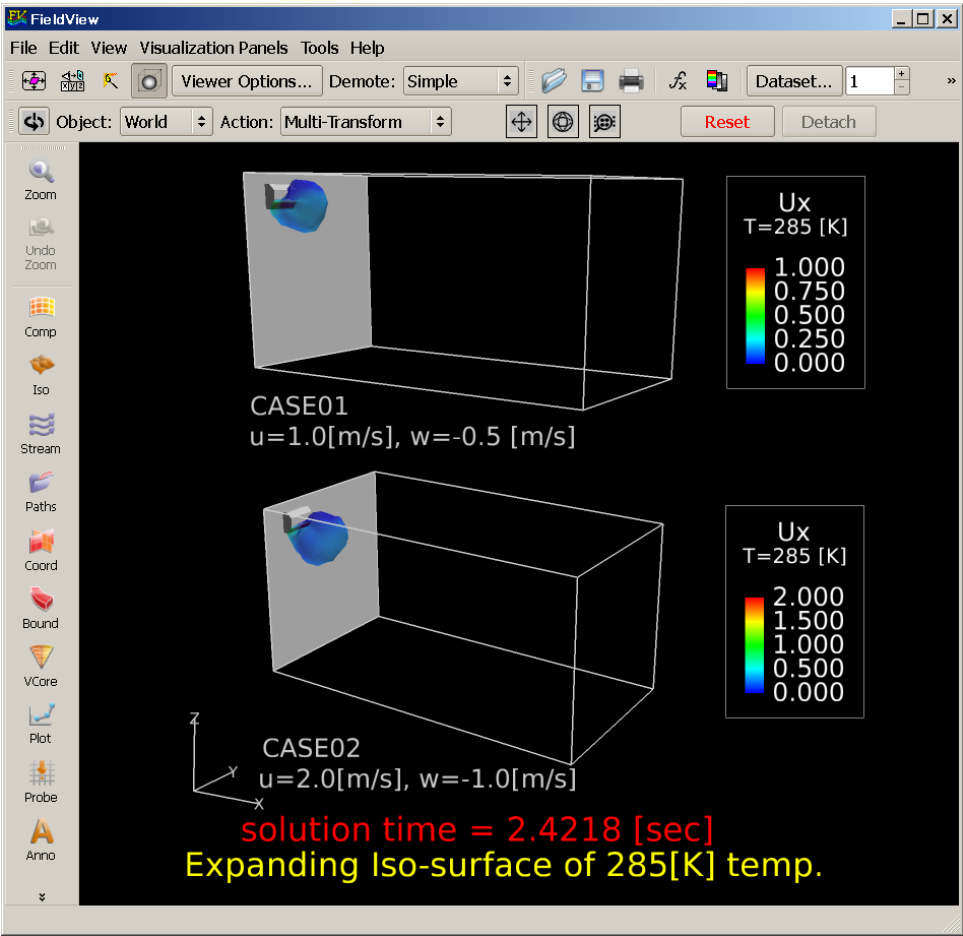 FieldView
File Edit View Visualization Panels Tools Help
Viewer Options... Demote: Simple Dataset... 1 »
Object: World Action: Multi-Transform Reset Detach
Zoom
Undo
Zoom
Comp
Iso
Stream
Paths
Coord
Bound
VCore
Plot
Probe
Anno
Ux
T=285 [K]
1.000
0.750
0.500
0.250
0.000
CASE01
u=1.0[m/s], w=-0.5 [m/s]
Ux
T=285 [K]
2.000
1.500
1.000
0.500
0.000
Z
Y
X
CASE02
u=2.0[m/s], w=-1.0[m/s]
solution time = 2.4218 [sec]
Expanding Iso-surface of 285[K] temp.